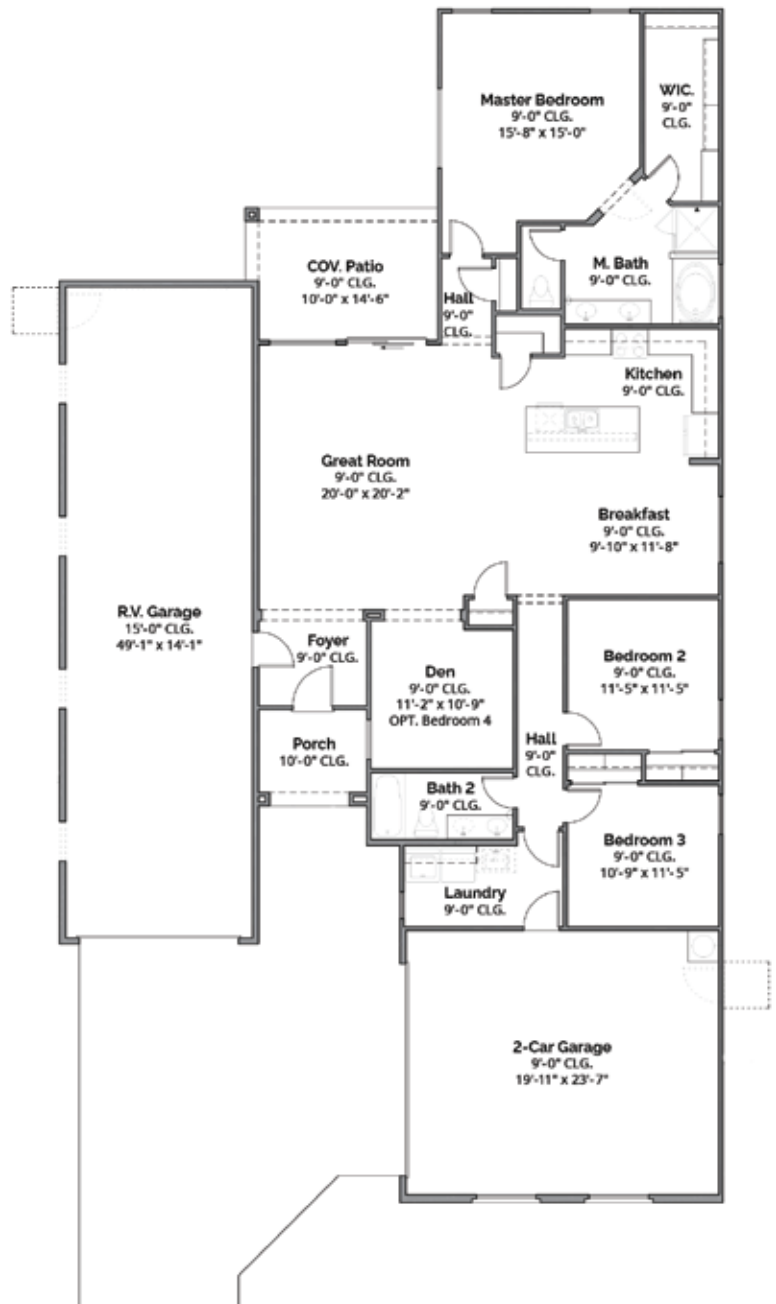 Master Bedroom
9'-0" CLG.
15'-8" x 15'-0"
WIC.
9'-0"
CLG.
COV. Patio
9'-0" CLG.
10'-0" x 14'-6"
Hall
9'-0"
CLG.
M. Bath
9'-0" CLG.
Kitchen
9'-0" CLG.
Great Room
9'-0" CLG.
20'-0" x 20'-2"
Breakfast
9'-0" CLG.
9'-10" x 11'-8"
R.V. Garage
15'-0" CLG.
49'-1" x 14'-1"
Foyer
9'-0" CLG.
Den
9'-0" CLG.
11'-2" x 10'-9"
OPT. Bedroom 4
Bedroom 2
9'-0" CLG.
11'-5" x 11'-5"
Porch
10'-0" CLG.
Hall
9'-0"
CLG.
Bath 2
9'-0" CLG.
Bedroom 3
9'-0" CLG.
10'-9" x 11'-5"
Laundry
9'-0" CLG.
2-Car Garage
9'-0" CLG.
19'-11" x 23'-7"